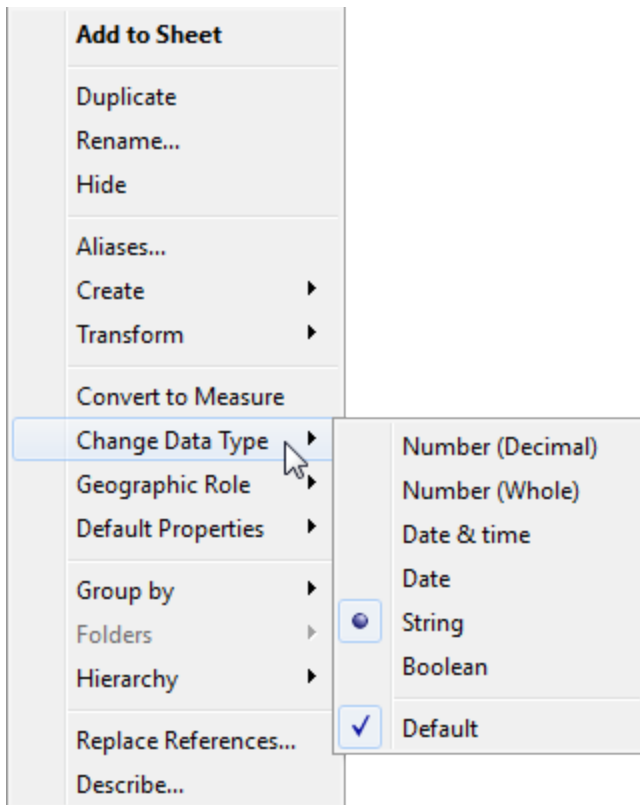 Add to Sheet
Duplicate
Rename...
Hide
Aliases...
Create
Transform
Convert to Measure
Change Data Type
Geographic Role
Default Properties
Group by
Folders
Hierarchy
Replace References...
Describe...
Number (Decimal)
Number (Whole)
Date & time
Date
String
Boolean
Default